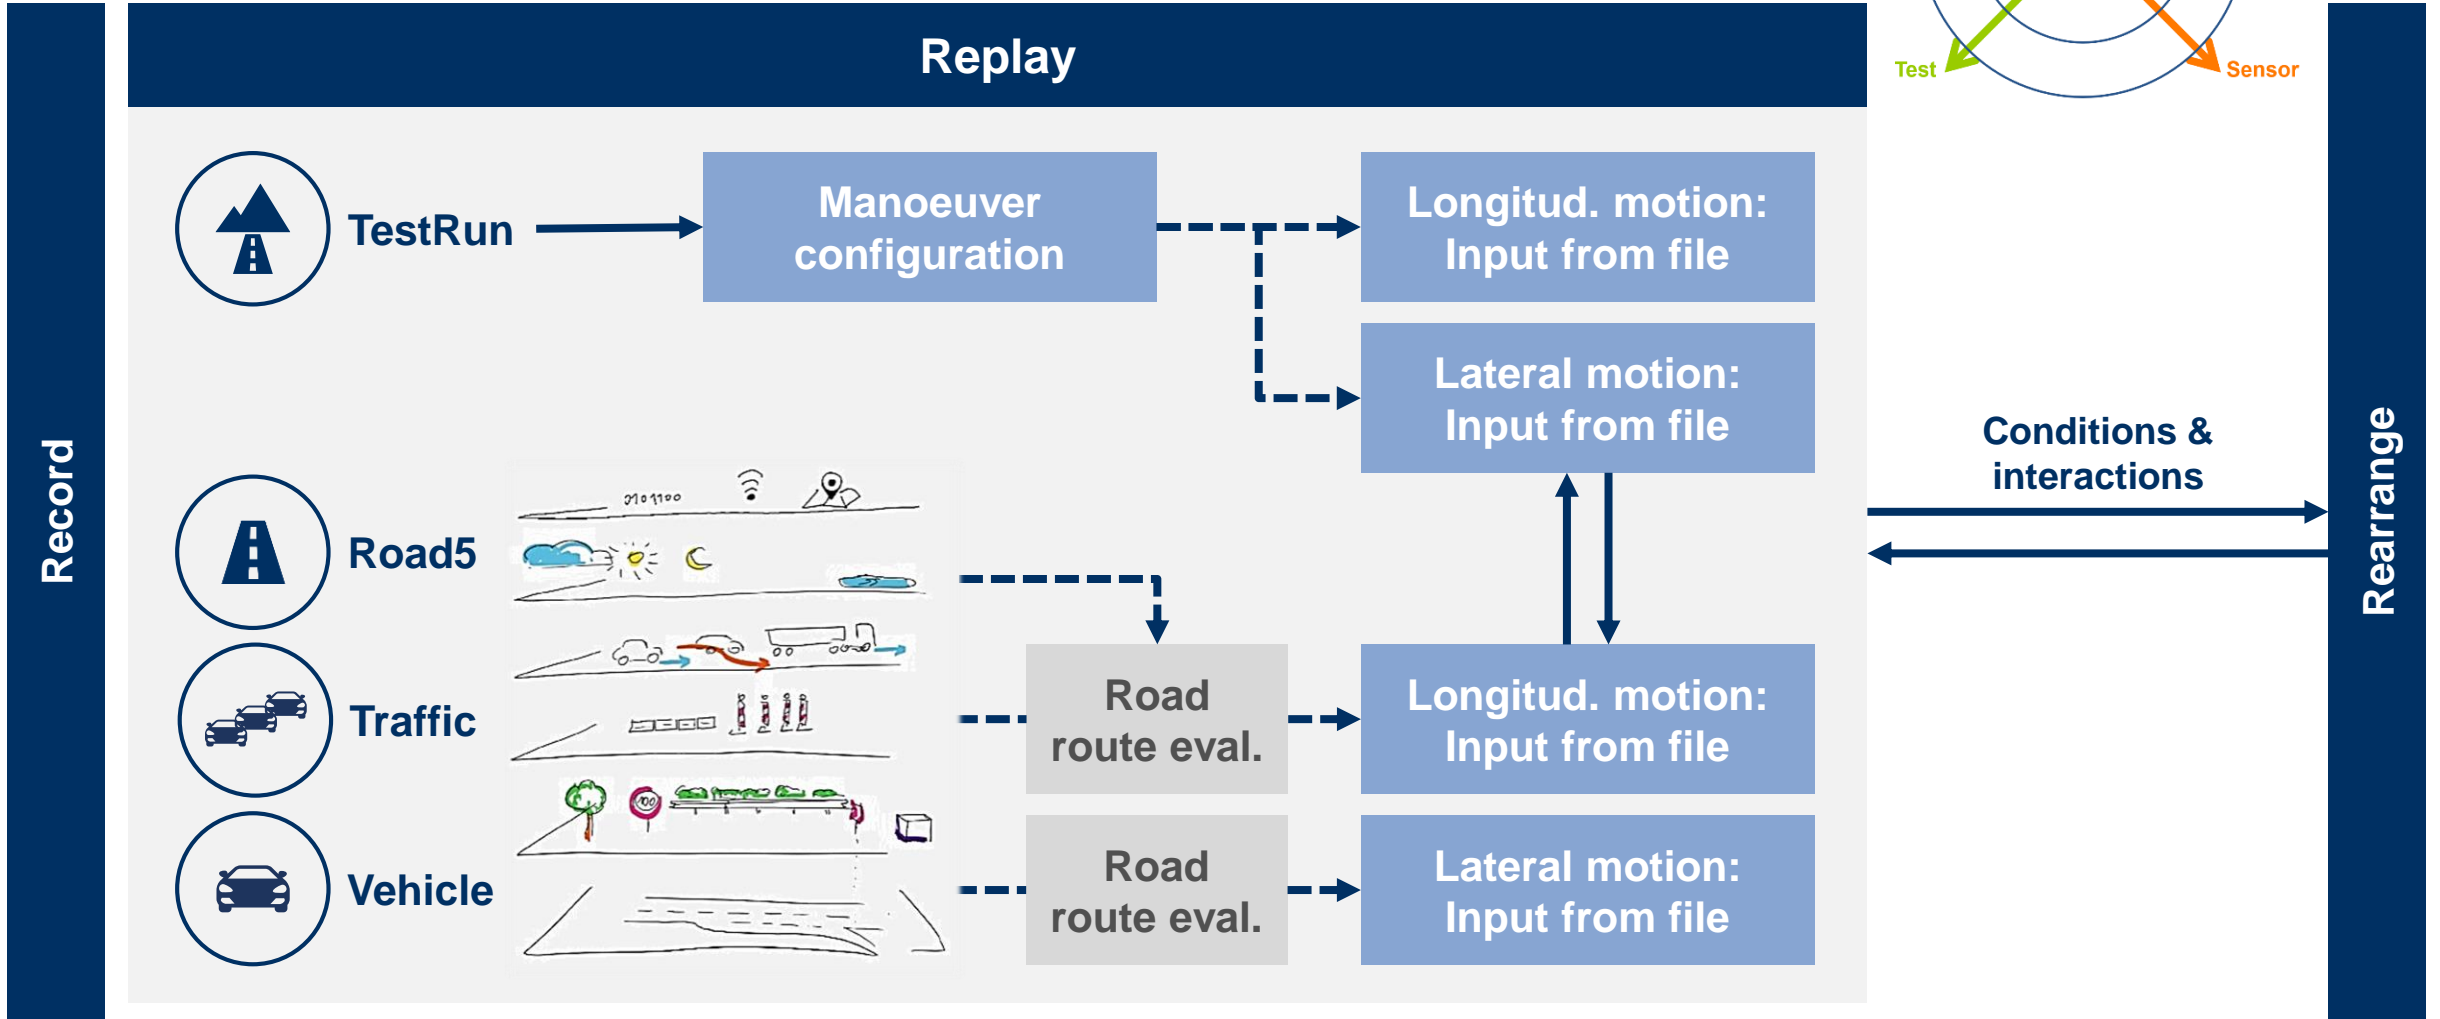 Replay
Test
Sensor
TestRun
Manoeuver
configuration
Longitud. motion:
Input from file
Lateral motion:
Input from file
Record
Road5
Conditions &
interactions
Rearrange
Traffic
Road
route eval.
Longitud. motion:
Input from file
100
Vehicle
Road
route eval.
Lateral motion:
Input from file